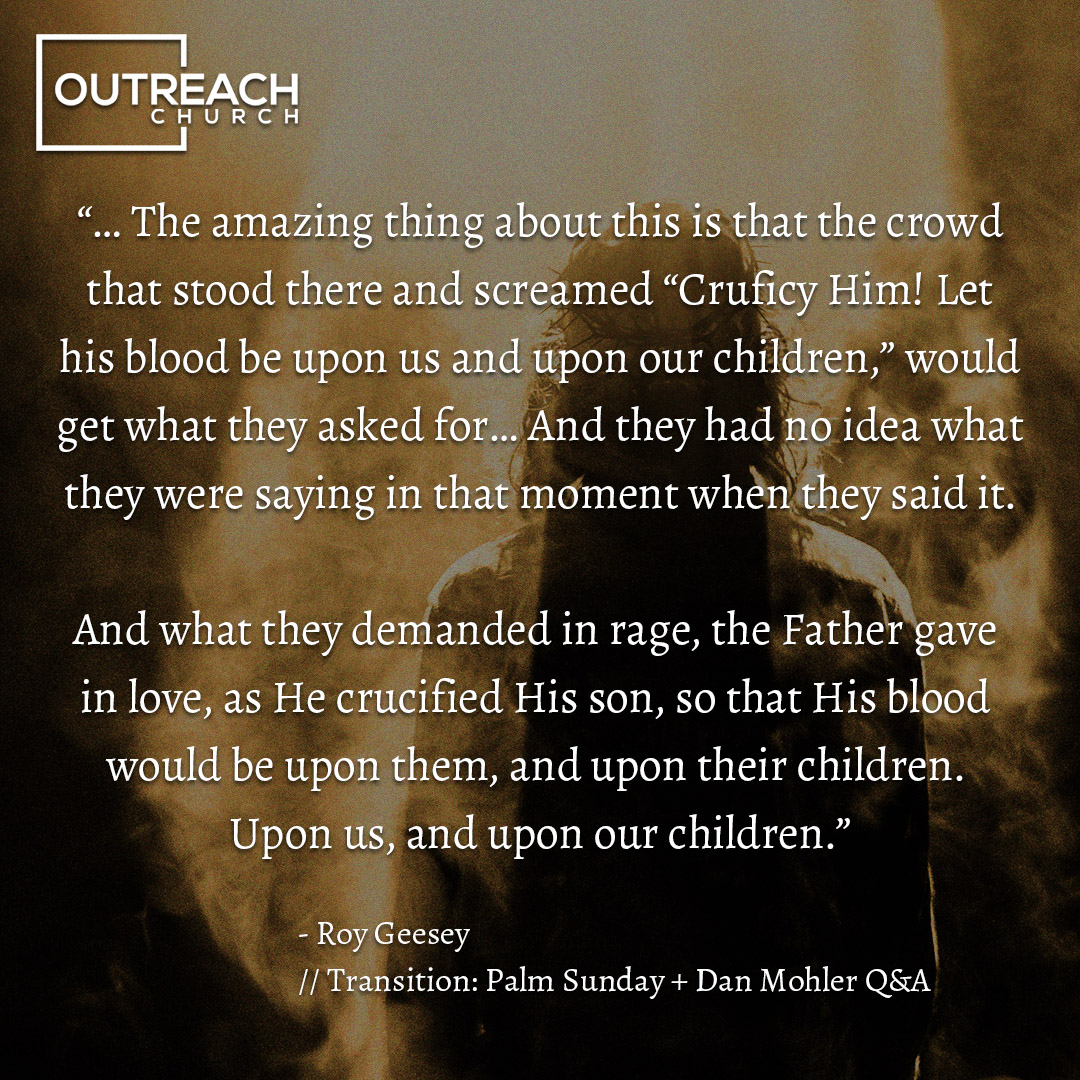 OUTREACH
CHURCH
“... The amazing thing about this is that the crowd
that stood there and screamed “Cruficy Him! Let
his blood be upon us and upon our children,” would
get what they asked for... And they had no idea what
they were saying in that moment when they said it.
And what they demanded in rage, the Father gave
in love, as He crucified His son, so that His blood
would be upon them, and upon their children.
Upon us, and upon our children.”
- Roy Geesey
// Transition: Palm Sunday + Dan Mohler Q&A